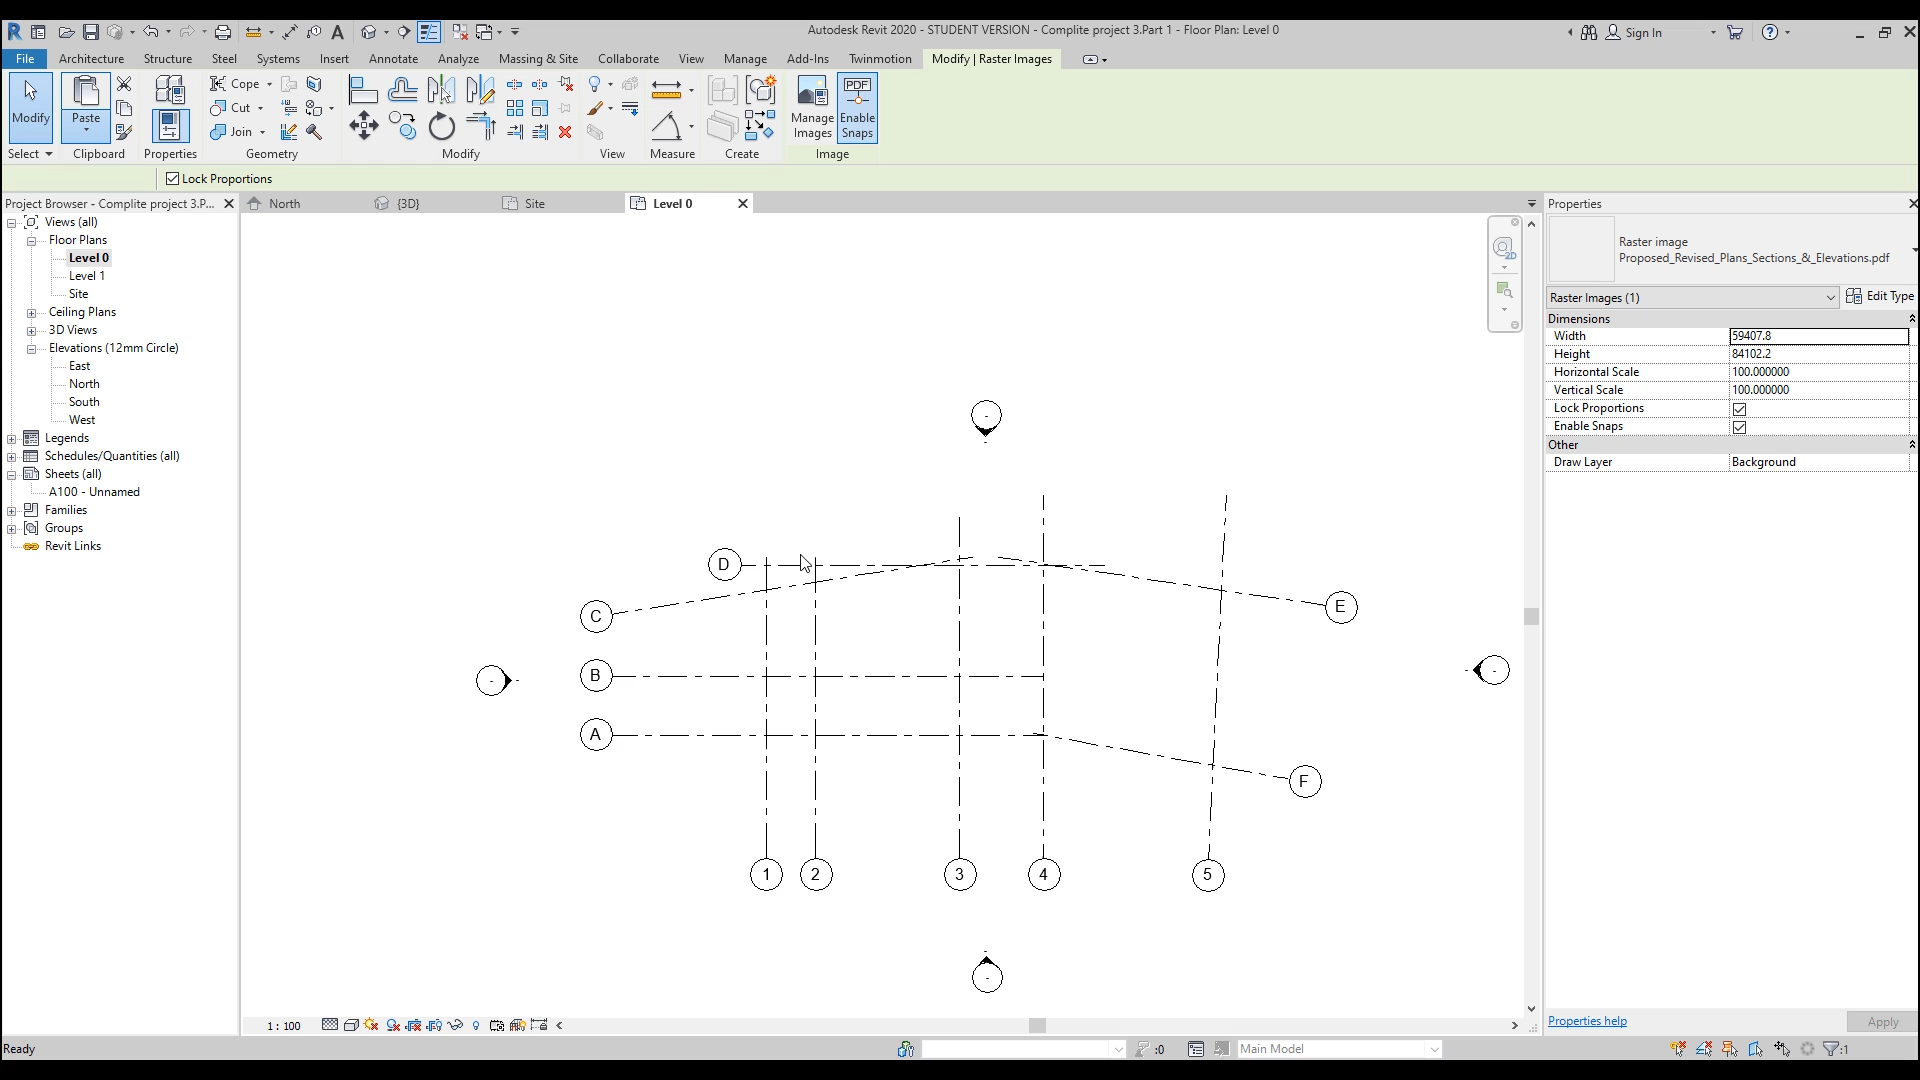 Autodesk Revit 2020 - STUDENT VERSION - Complite project 3.Part 1 - Floor Plan: Level 0
Sign In
File Architecture Structure Steel Systems Insert Annotate Analyze Massing & Site Collaborate View Manage Add-Ins Twinmotion Modify | Raster Images
Modify
Paste
Cope
Cut
Join
Manage Images
PDF
Enable Snaps
Select Clipboard Properties Geometry Modify View Measure Create Image
Lock Proportions
Project Browser - Complite project 3.P...
North {3D} Site Level 0
Views (all)
Floor Plans
Level 0
Level 1
Site
Ceiling Plans
3D Views
Elevations (12mm Circle)
East
North
South
West
Legends
Schedules/Quantities (all)
Sheets (all)
A100 - Unnamed
Families
Groups
Revit Links
2D
D
C
E
B
A
F
1 2 3 4 5
Properties
Raster image
Proposed_Revised_Plans_Sections_&_Elevations.pdf
Raster Images (1) Edit Type
Dimensions
Width 59407.8
Height 84102.2
Horizontal Scale 100.000000
Vertical Scale 100.000000
Lock Proportions
Enable Snaps
Other
Draw Layer Background
Properties help Apply
1 : 100
Ready :0 Main Model :1